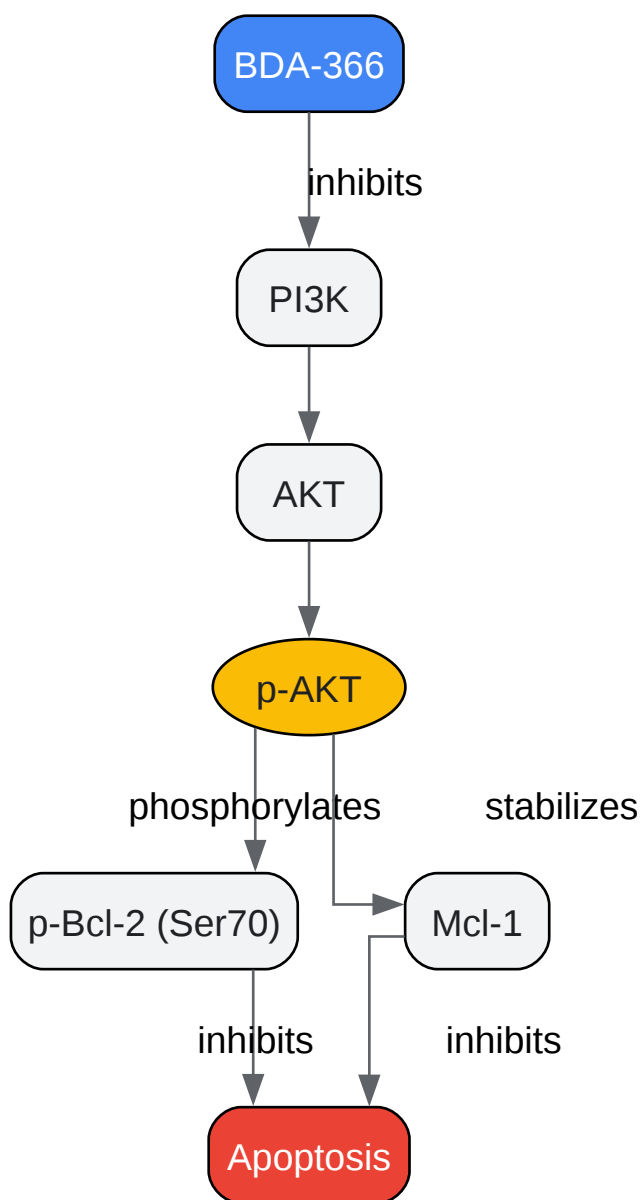 BDA-366
inhibits
PI3K
AKT
p-AKT
phosphorylates
stabilizes
p-Bcl-2 (Ser70)
Mcl-1
inhibits
inhibits
Apoptosis